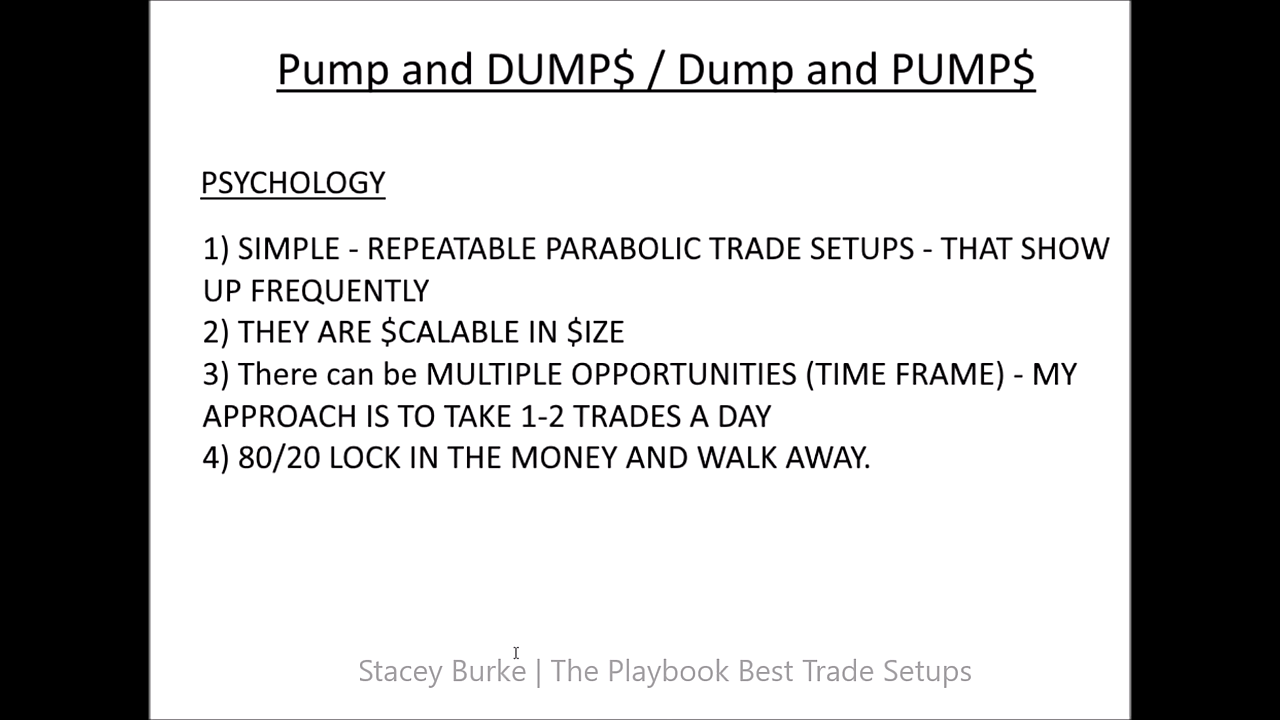 Pump and DUMP$ / Dump and PUMP$
PSYCHOLOGY
1) SIMPLE - REPEATABLE PARABOLIC TRADE SETUPS - THAT SHOW
UP FREQUENTLY
2) THEY ARE $CALABLE IN $IZE
3) There can be MULTIPLE OPPORTUNITIES (TIME FRAME) - MY
APPROACH IS TO TAKE 1-2 TRADES A DAY
4) 80/20 LOCK IN THE MONEY AND WALK AWAY.
Stacey Burke | The Playbook Best Trade Setups